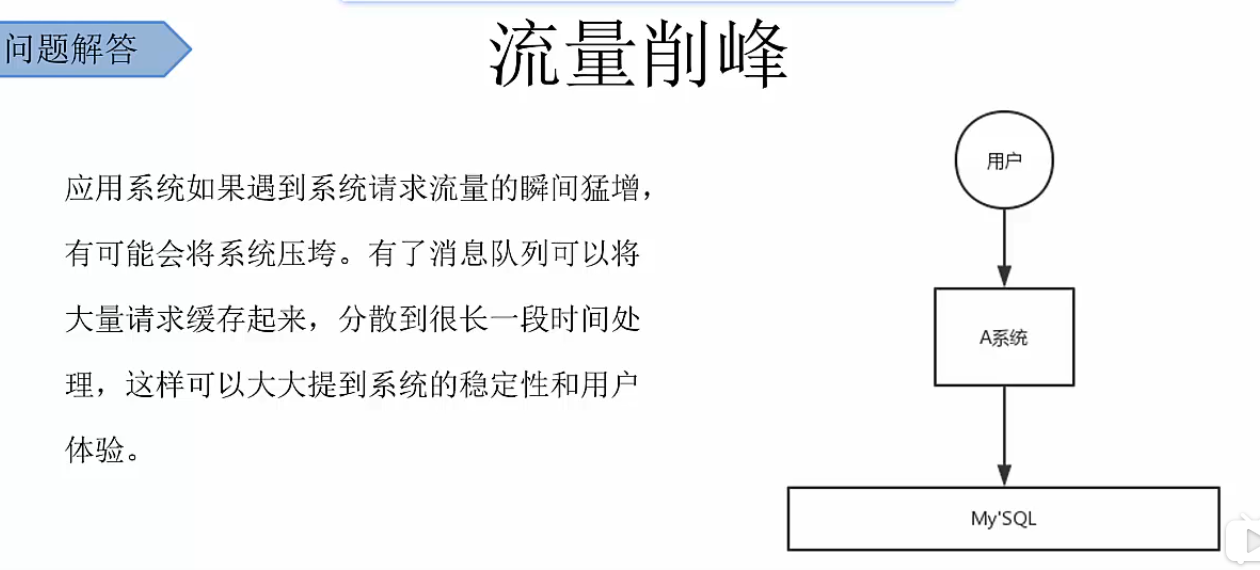 问题解答
流量削峰
应用系统如果遇到系统请求流量的瞬间猛增，
有可能会将系统压垮。有了消息队列可以将
大量请求缓存起来，分散到很长一段时间处
理，这样可以大大提到系统的稳定性和用户
体验。
用户
A系统
My'SQL